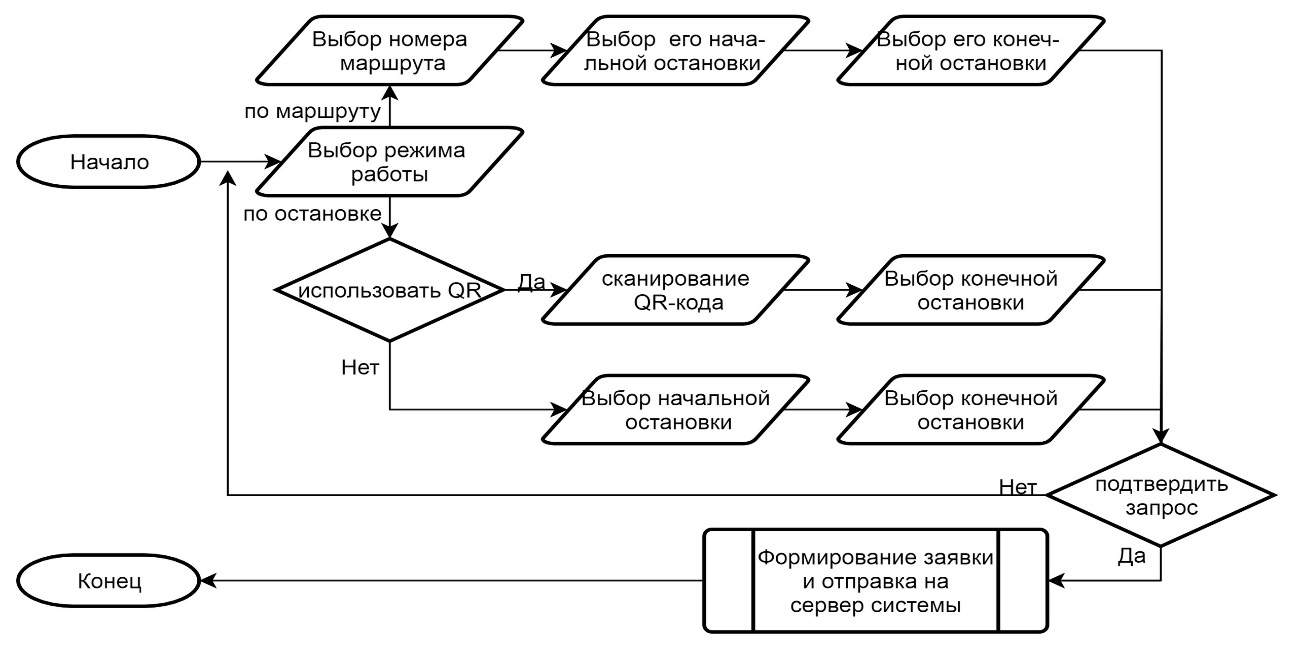 Выбор номера
маршрута
Выбор  его нача-
льной остановки
Выбор его конеч-
ной остановки
по маршруту
Начало
Выбор режима
работы
по остановке
использовать QR
Да
сканирование
QR-кода
Выбор конечной
остановки
Нет
Выбор начальной
остановки
Выбор конечной
остановки
Нет
подтвердить
запрос
Да
Формирование заявки
и отправка на
сервер системы
Конец